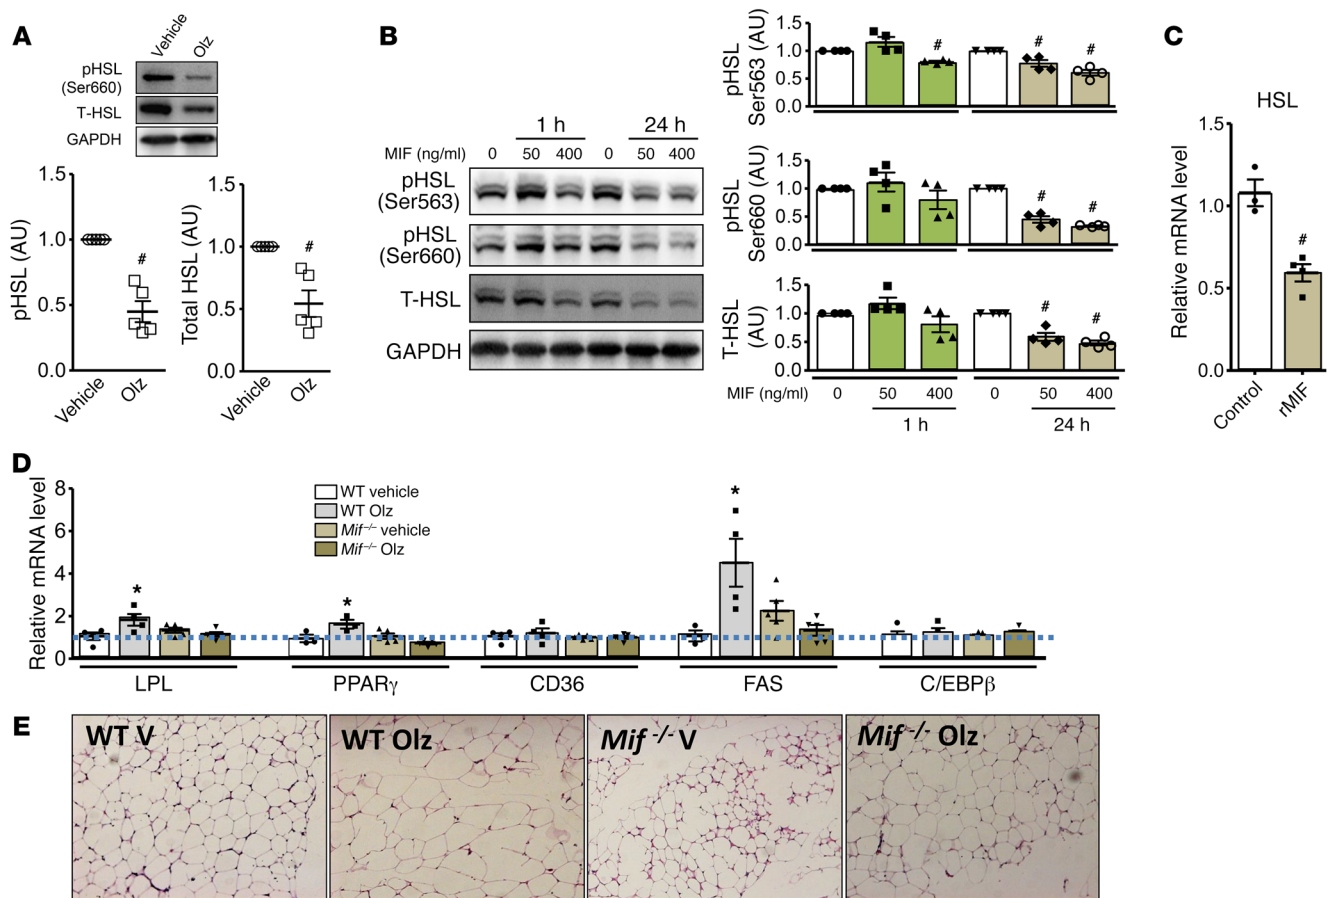 A
Vehicle
Olz
pHSL
(Ser660)
T-HSL
GAPDH
pHSL (AU)
1.5
1.0
0.5
0.0
#
Vehicle
Olz
Total HSL (AU)
1.5
1.0
0.5
0.0
#
Vehicle
Olz
B
1 h
24 h
MIF (ng/ml)
0
50
400
0
50
400
pHSL
(Ser563)
pHSL
(Ser660)
T-HSL
GAPDH
pHSL
Ser563 (AU)
1.5
1.0
0.5
0.0
#
#
#
pHSL
Ser660 (AU)
1.5
1.0
0.5
0.0
#
#
T-HSL
(AU)
1.5
1.0
0.5
0.0
#
#
MIF (ng/ml)
0
50
400
0
50
400
1 h
24 h
C
HSL
Relative mRNA level
1.5
1.0
0.5
0.0
#
Control
rMIF
D
Relative mRNA level
8
6
4
2
0
WT vehicle
WT Olz
Mif⁻/⁻ vehicle
Mif⁻/⁻ Olz
*
*
*
LPL
PPARγ
CD36
FAS
C/EBPβ
E
WT V
WT Olz
Mif⁻/⁻ V
Mif⁻/⁻ Olz